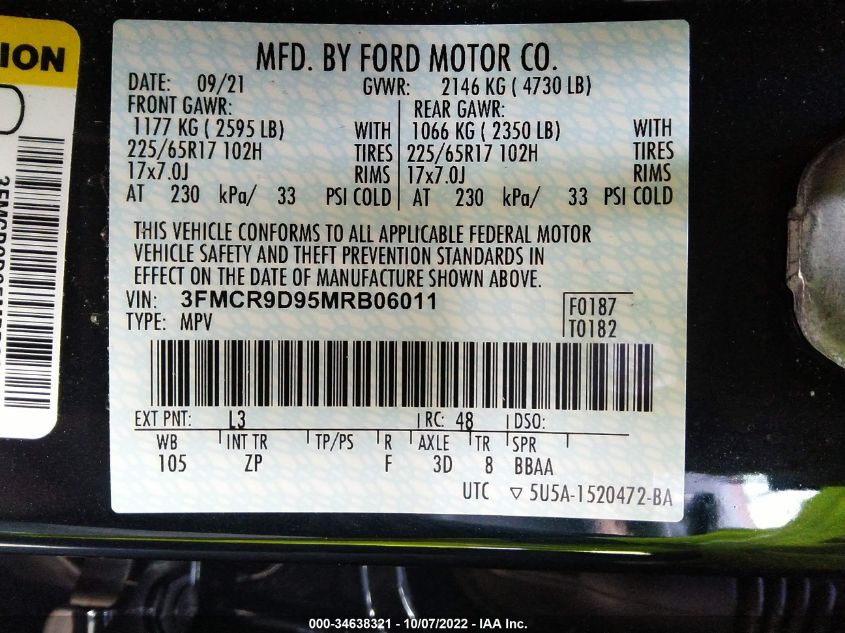 ION
MFD. BY FORD MOTOR CO.
DATE: 09/21 GVWR: 2146 KG ( 4730 LB)
FRONT GAWR: REAR GAWR:
1177 KG ( 2595 LB) WITH 1066 KG ( 2350 LB) WITH
225/65R17 102H TIRES 225/65R17 102H TIRES
17x7.0J RIMS 17x7.0J RIMS
AT 230 kPa/ 33 PSI COLD AT 230 kPa/ 33 PSI COLD
THIS VEHICLE CONFORMS TO ALL APPLICABLE FEDERAL MOTOR
VEHICLE SAFETY AND THEFT PREVENTION STANDARDS IN
EFFECT ON THE DATE OF MANUFACTURE SHOWN ABOVE.
VIN: 3FMCR9D95MRB06011 F0187
TYPE: MPV T0182
EXT PNT: L3 RC: 48 DSO:
WB INT TR TP/PS R AXLE TR SPR
105 ZP F 3D 8 BBAA
UTC ▽ 5U5A-1520472-BA
000-34638321 - 10/07/2022 - IAA Inc.